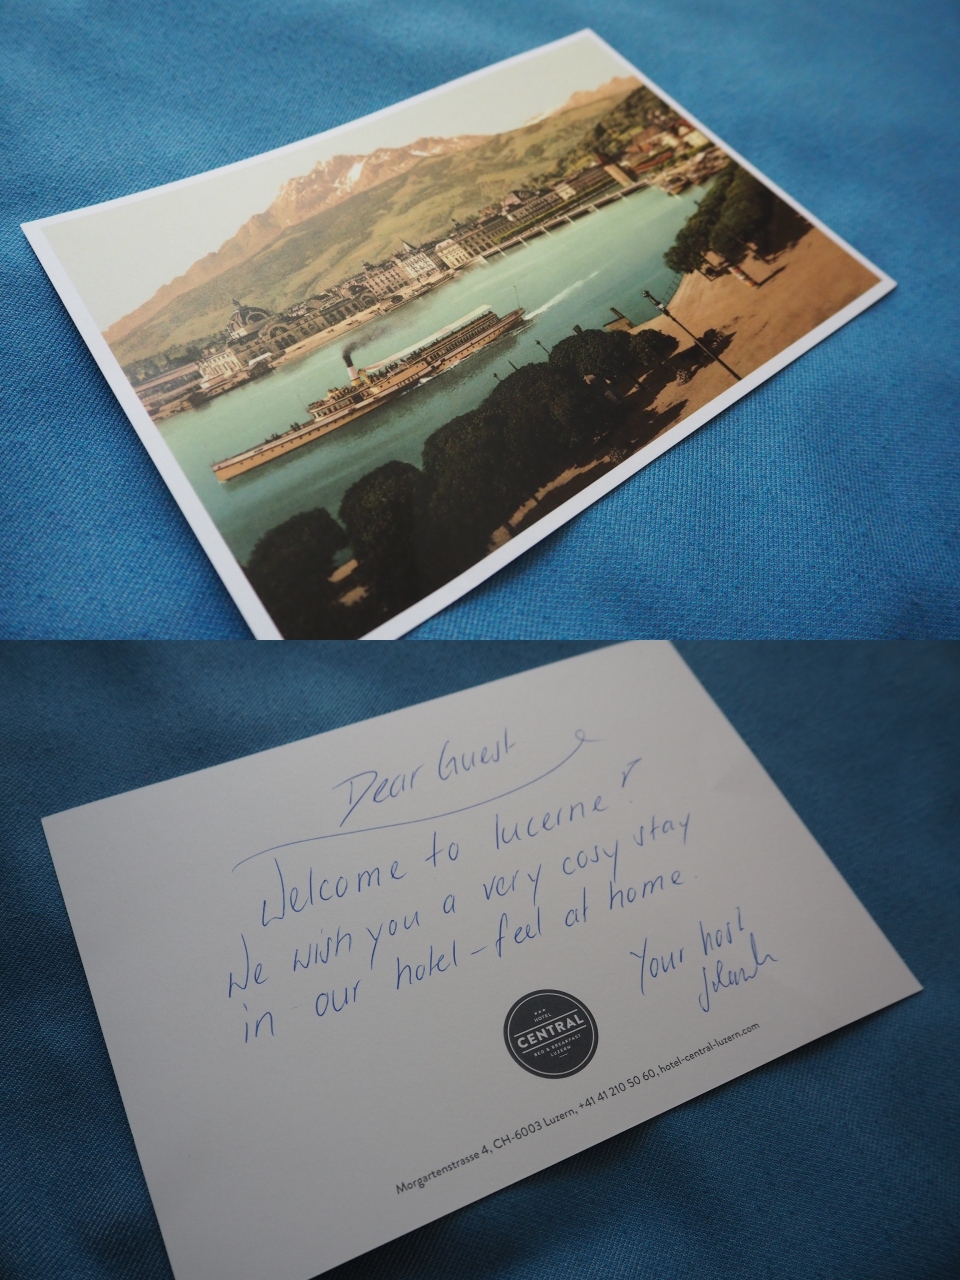 Dear Guest
Welcome to lucerne!
We wish you a very cosy stay
in our hotel - feel at home.
Your host
HOTEL
CENTRAL
BED & BREAKFAST
LUZERN
Morgartenstrasse 4, CH-6003 Luzern, +41 41 210 50 60, hotel-central-luzern.com